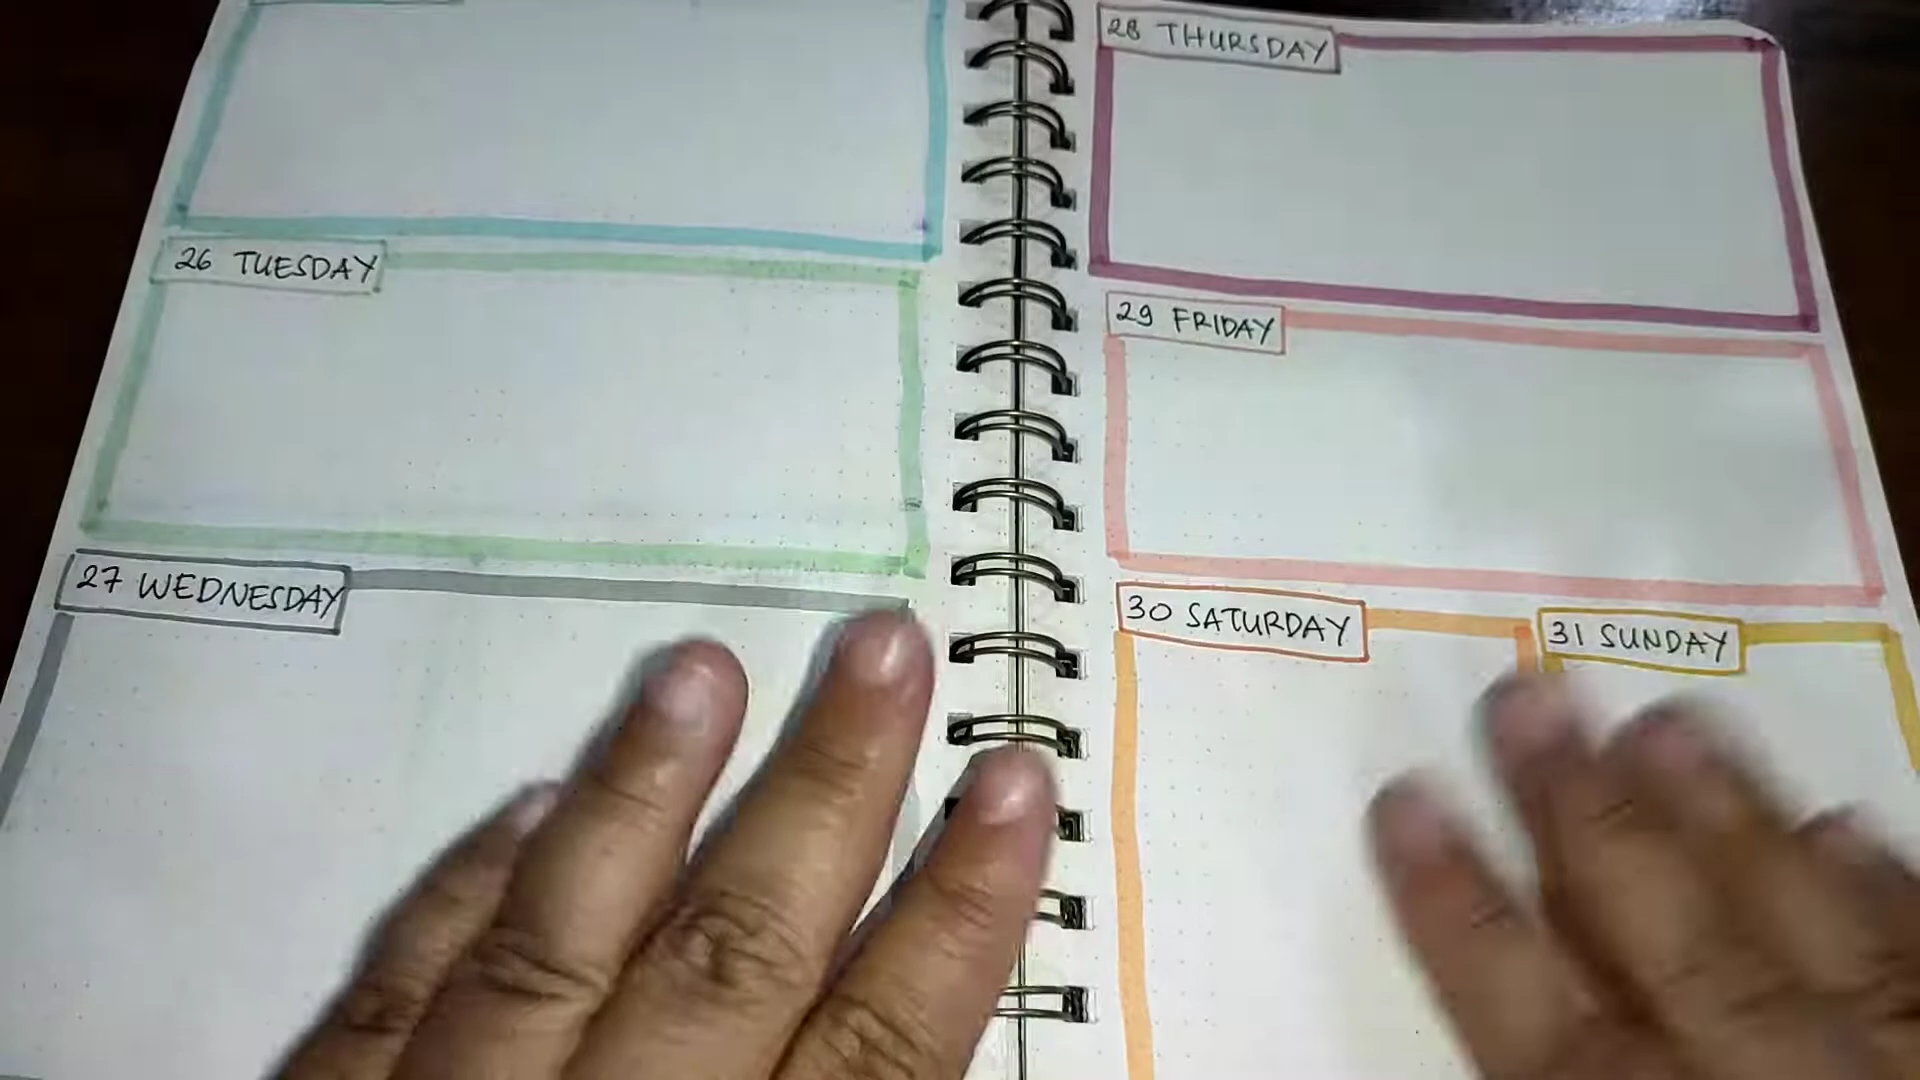 26 TUESDAY
27 WEDNESDAY
28 THURSDAY
29 FRIDAY
30 SATURDAY
31 SUNDAY